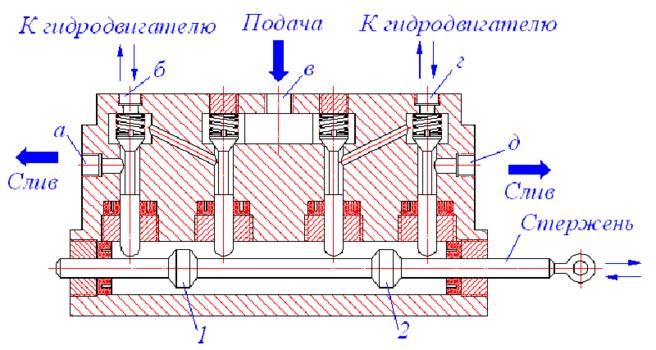 К гидродвигателю
Подача
К гидродвигателю
б
в
г
а
д
Слив
Слив
Стержень
1
2